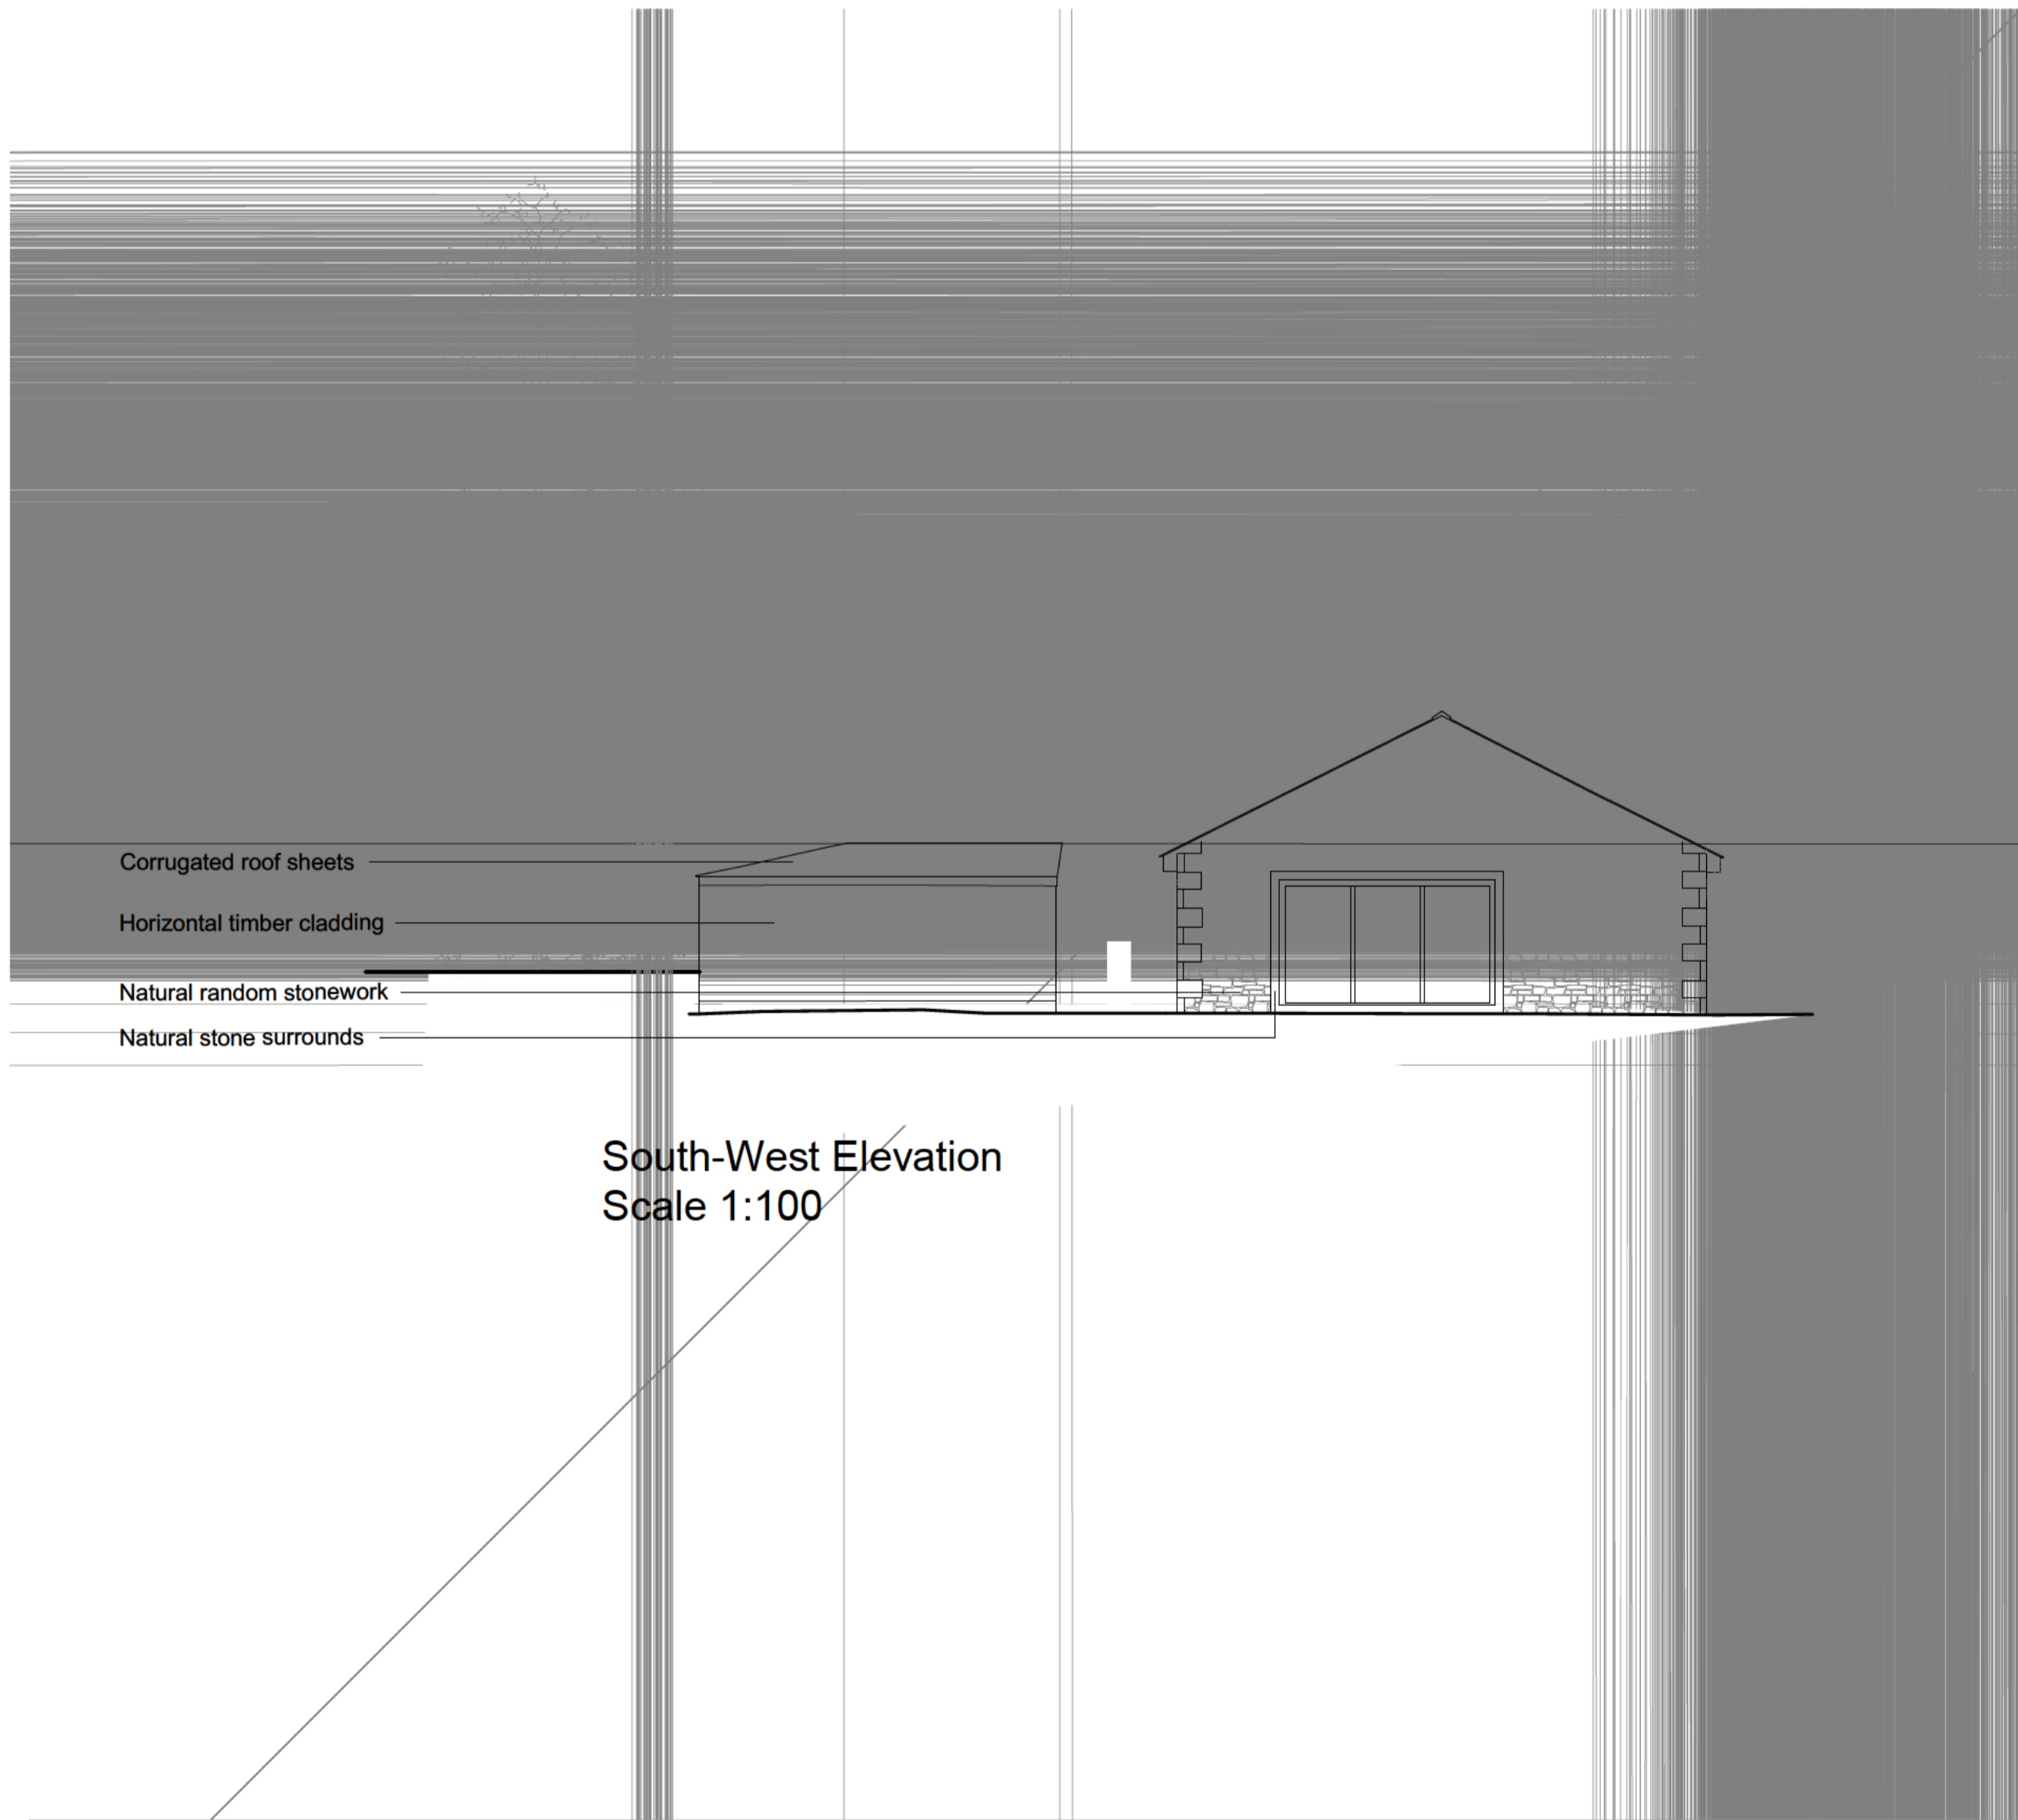 Corrugated roof sheets
Horizontal timber cladding
Natural random stonework
Natural stone surrounds
South-West Elevation
Scale 1:100